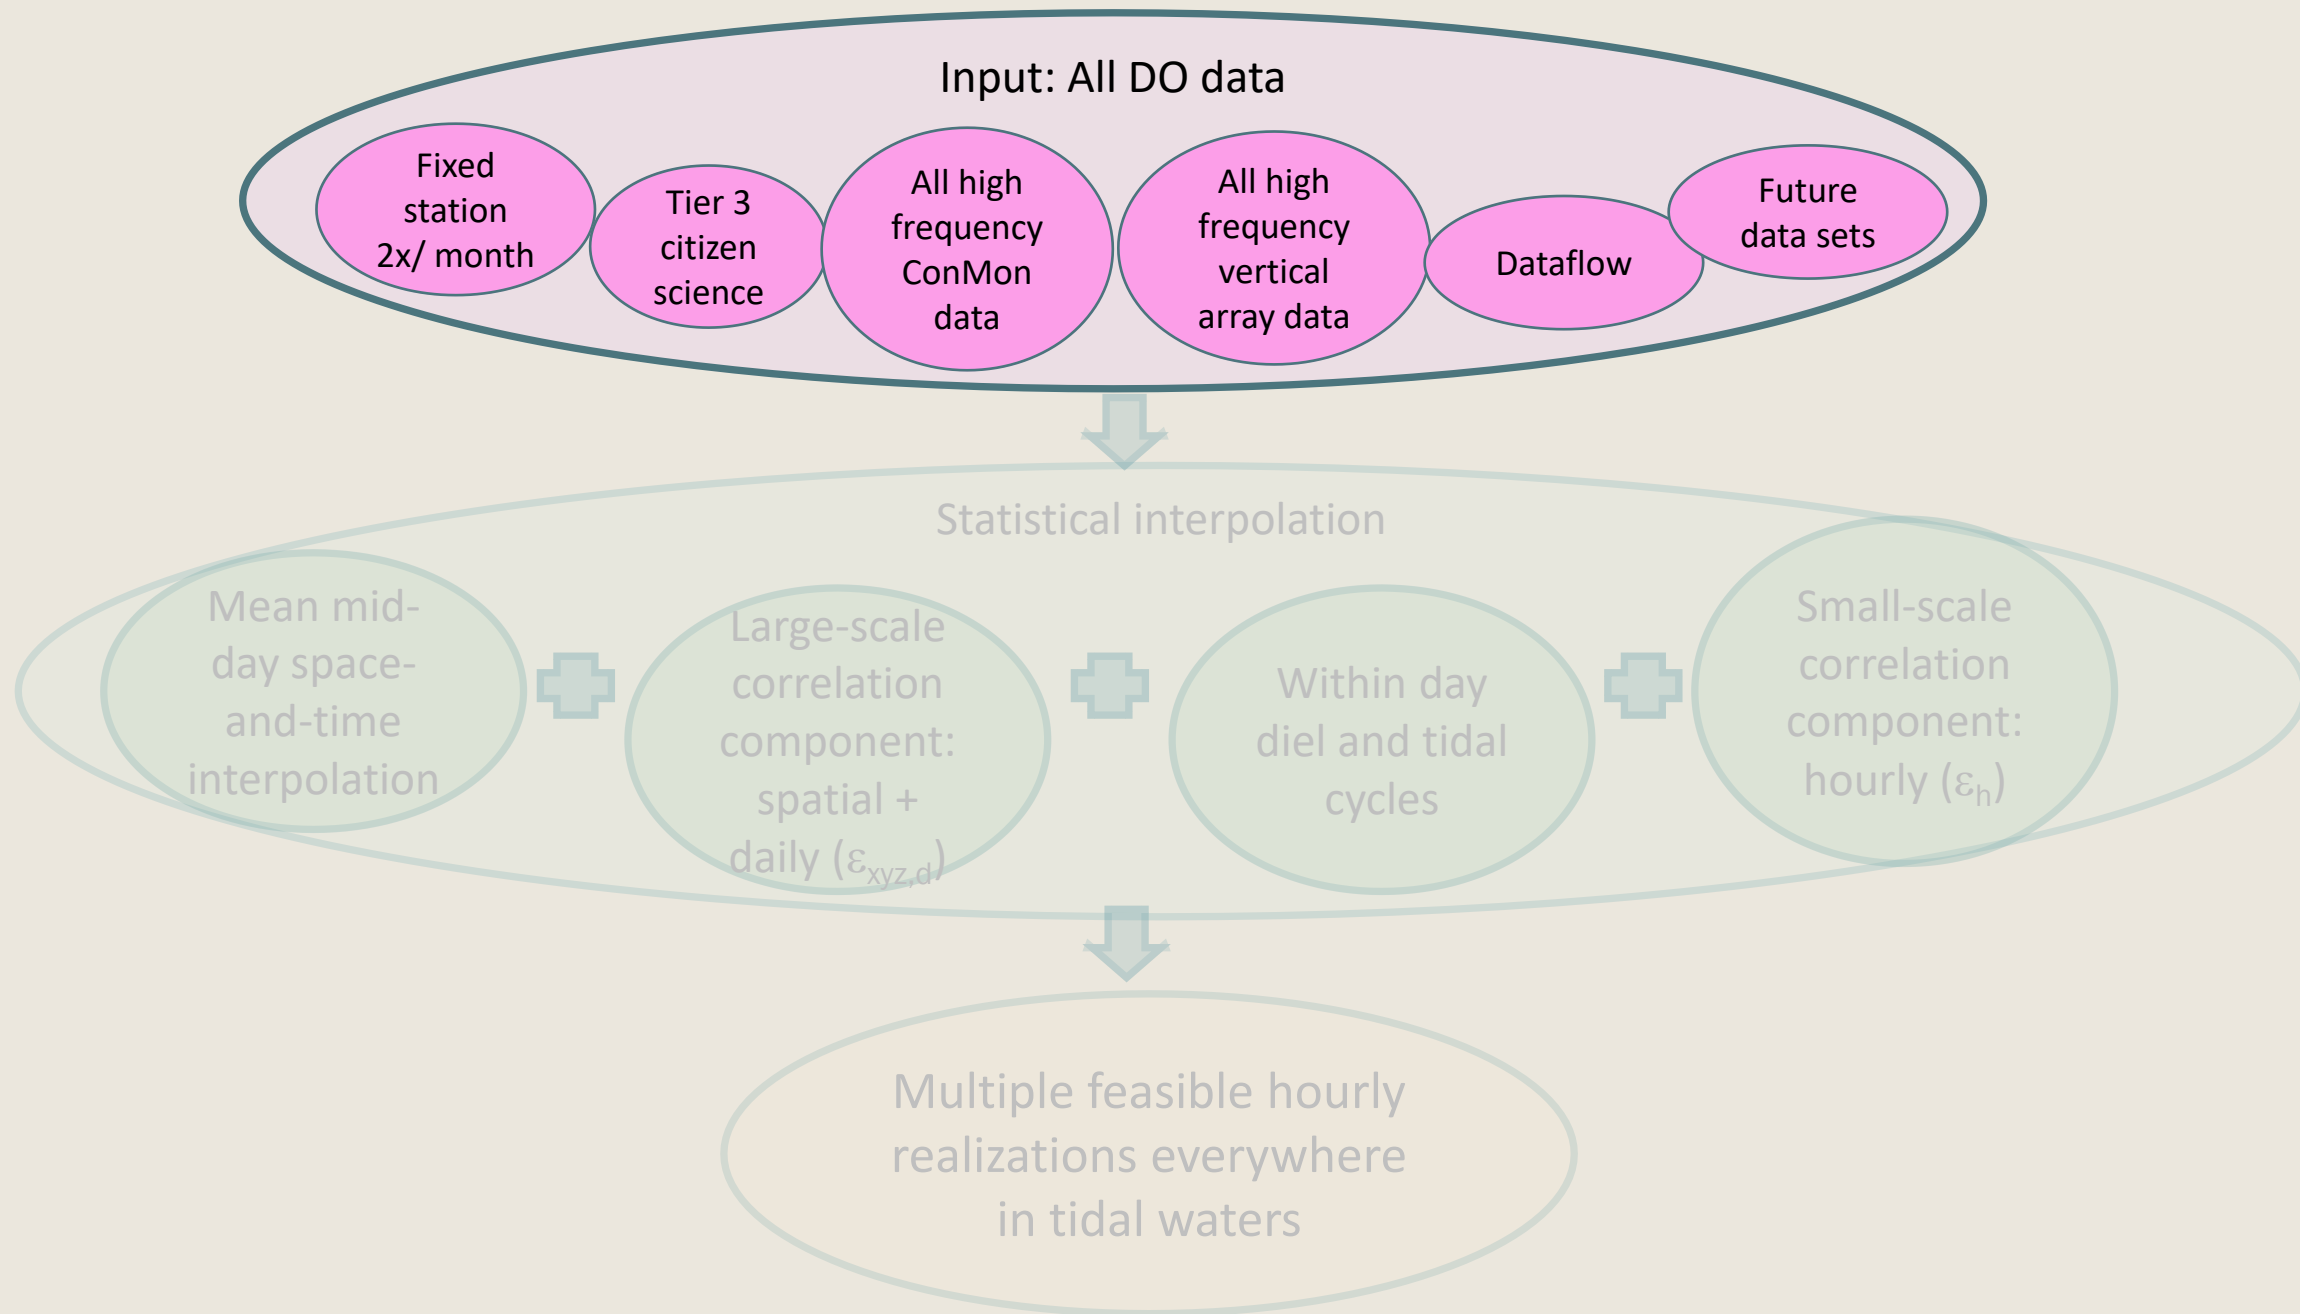 Input: All DO data
Fixed
station
2x/ month
Tier 3
citizen
science
All high
frequency
ConMon
data
All high
frequency
vertical
array data
Dataflow
Future
data sets
Statistical interpolation
Mean mid-
day space-
and-time
interpolation
Large-scale
correlation
component:
spatial +
daily (εxyz,d)
Within day
diel and tidal
cycles
Small-scale
correlation
component:
hourly (εh)
Multiple feasible hourly
realizations everywhere
in tidal waters